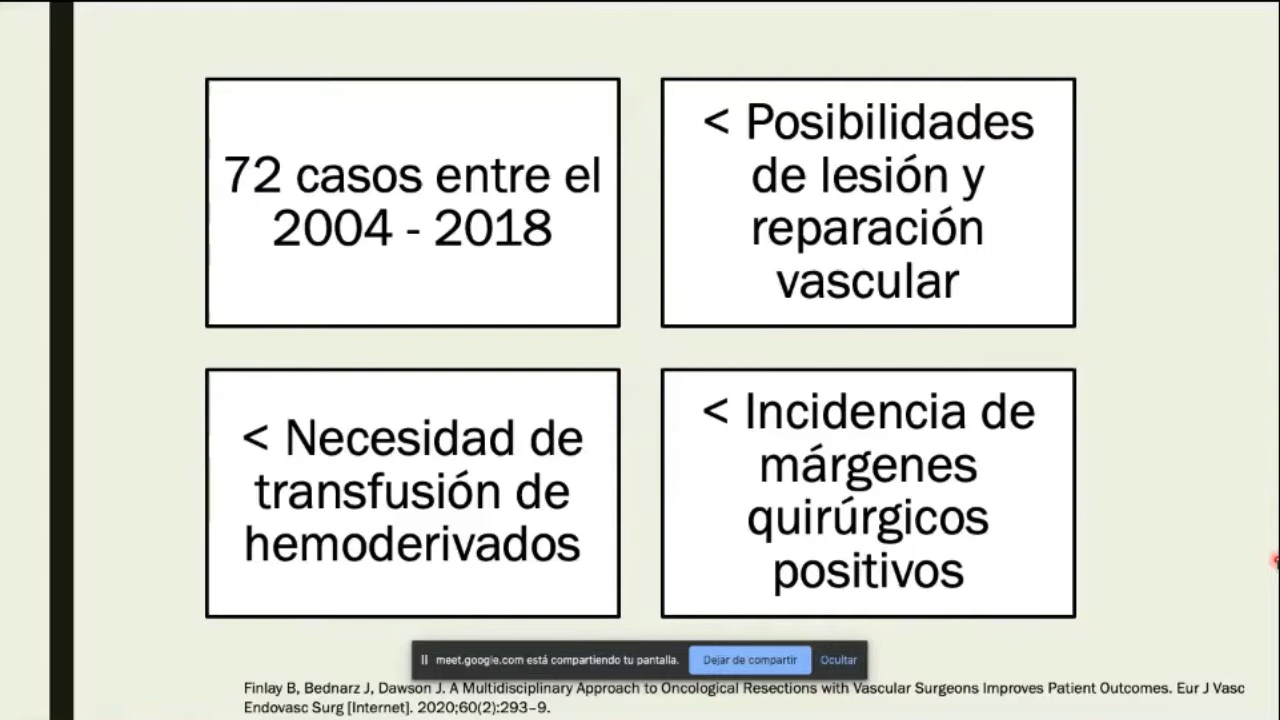 72 casos entre el
2004 - 2018
< Posibilidades
de lesión y
reparación
vascular
< Necesidad de
transfusión de
hemoderivados
< Incidencia de
márgenes
quirúrgicos
positivos
meet.google.com está compartiendo tu pantalla.
Dejar de compartir
Ocultar
Finlay B, Bednarz J, Dawson J. A Multidisciplinary Approach to Oncological Resections with Vascular Surgeons Improves Patient Outcomes. Eur J Vasc
Endovasc Surg [Internet]. 2020;60(2):293–9.